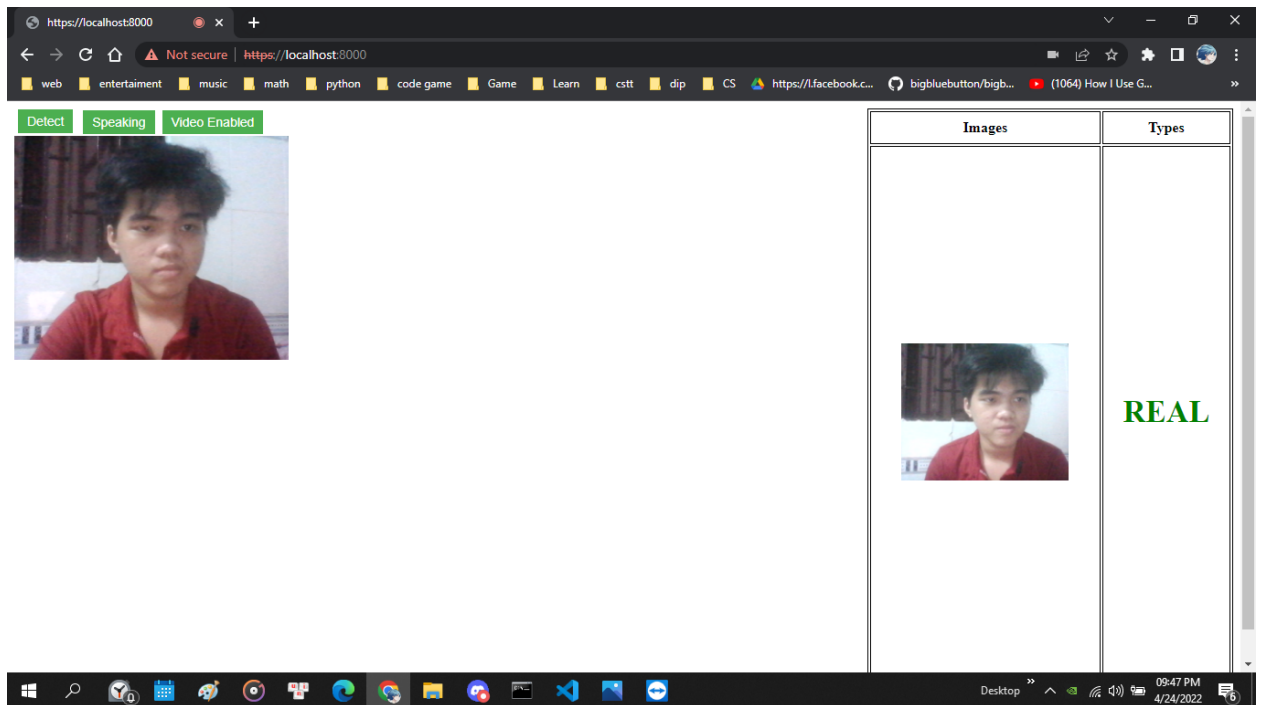 https://localhost:8000
Not secure https://localhost:8000
web entertaiment music math python code game Game Learn cstt dip CS https://l.facebook.c... bigbluebutton/bigb... (1064) How I Use G... »
Detect Speaking Video Enabled
Images Types
REAL
Desktop »
09:47 PM
4/24/2022
6